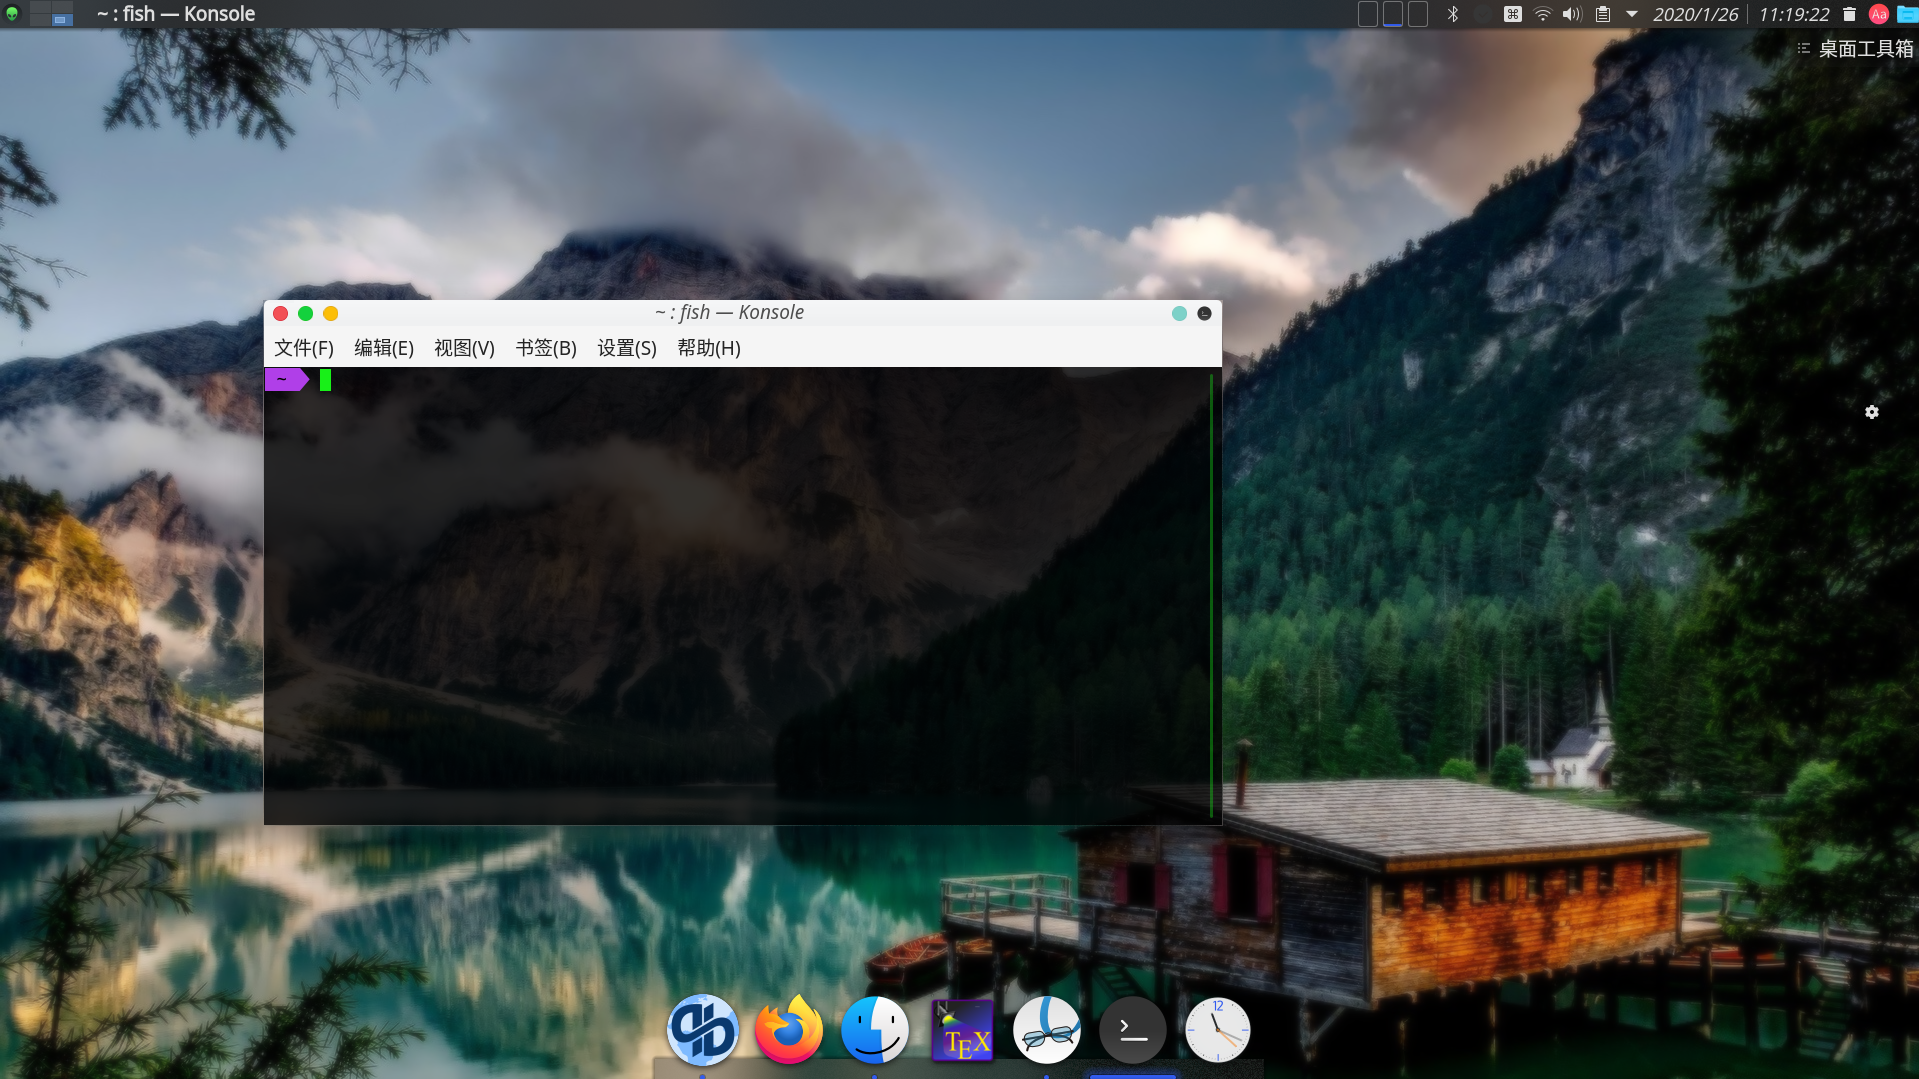 ~ : fish — Konsole
2020/1/26
11:19:22
Aa
桌面工具箱
~ : fish — Konsole
文件(F) 编辑(E) 视图(V) 书签(B) 设置(S) 帮助(H)
~
TEX
12